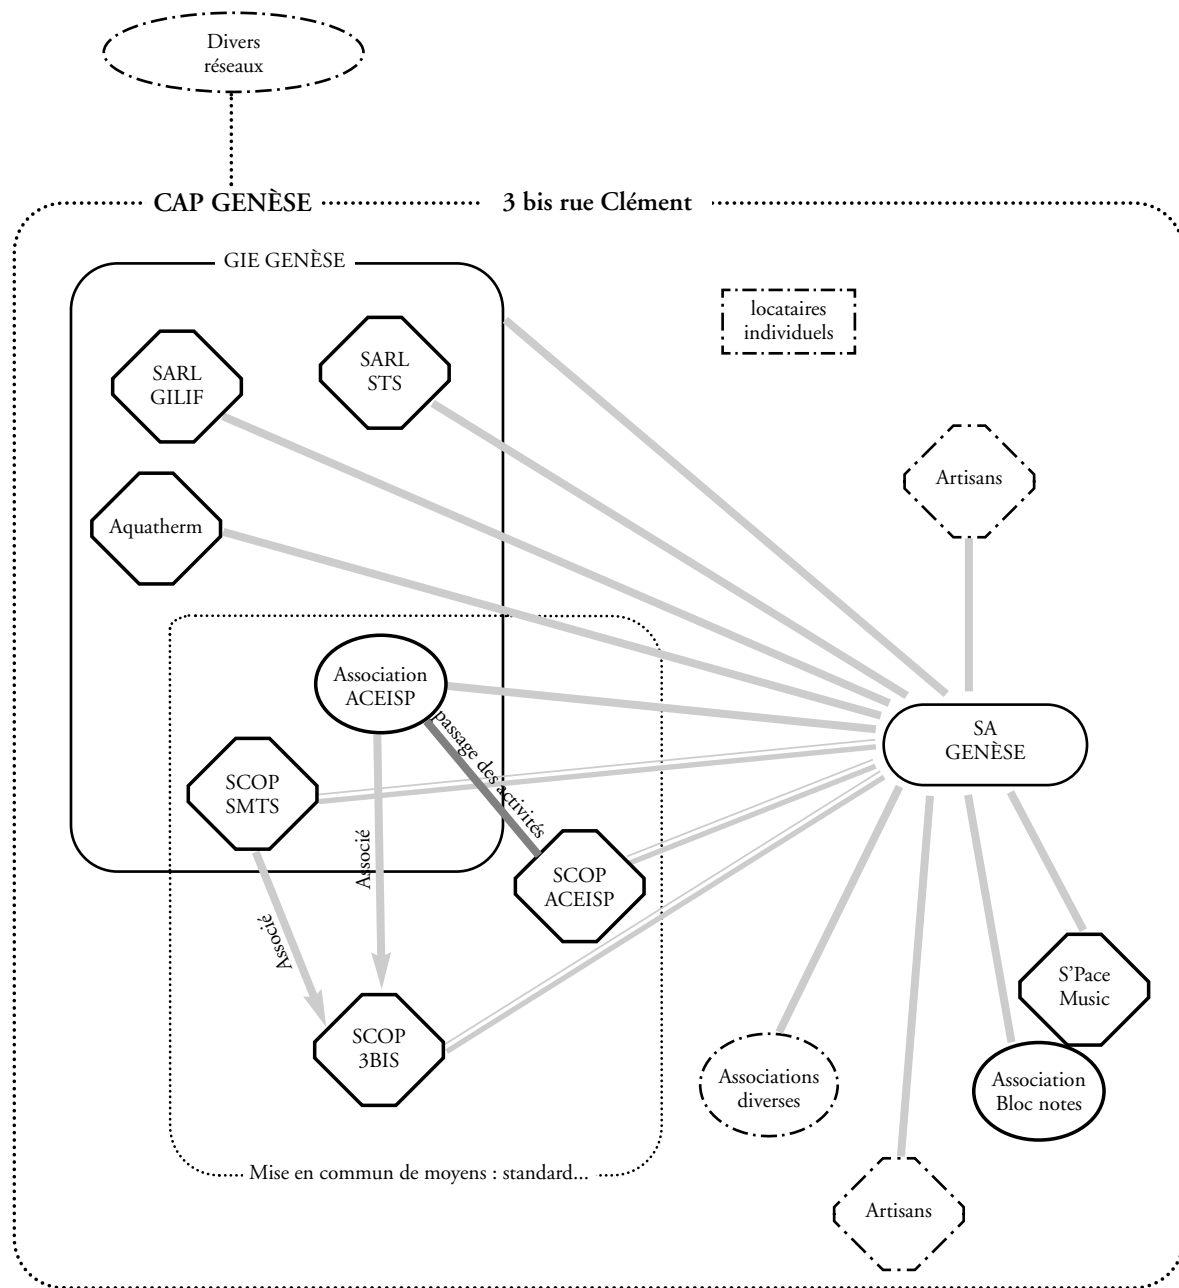 Divers
réseaux
CAP GENÈSE
3 bis rue Clément
GIE GENÈSE
locataires
individuels
SARL
GILIF
SARL
STS
Artisans
Aquatherm
Association
ACEISP
passage des activités
SA
GENÈSE
SCOP
SMTS
Associé
Associé
SCOP
ACEISP
S’Pace
Music
SCOP
3BIS
Associations
diverses
Association
Bloc notes
Mise en commun de moyens : standard...
Artisans